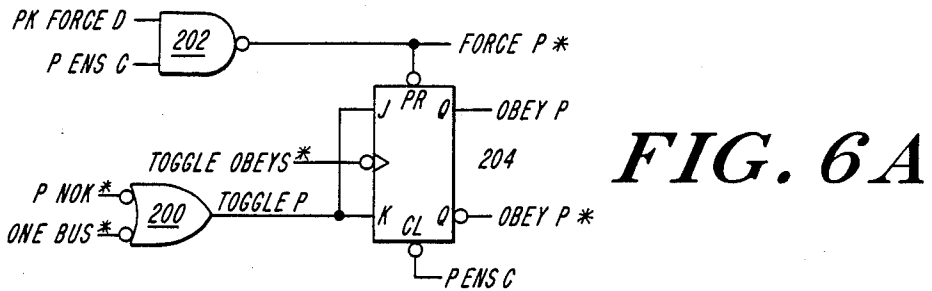 PK FORCE D
202
P ENS C
FORCE P*
J PR Q
OBEY P
TOGGLE OBEYS*
204
FIG. 6A
P NOK*
200
TOGGLE P
K CL Q
OBEY P*
ONE BUS*
P ENS C